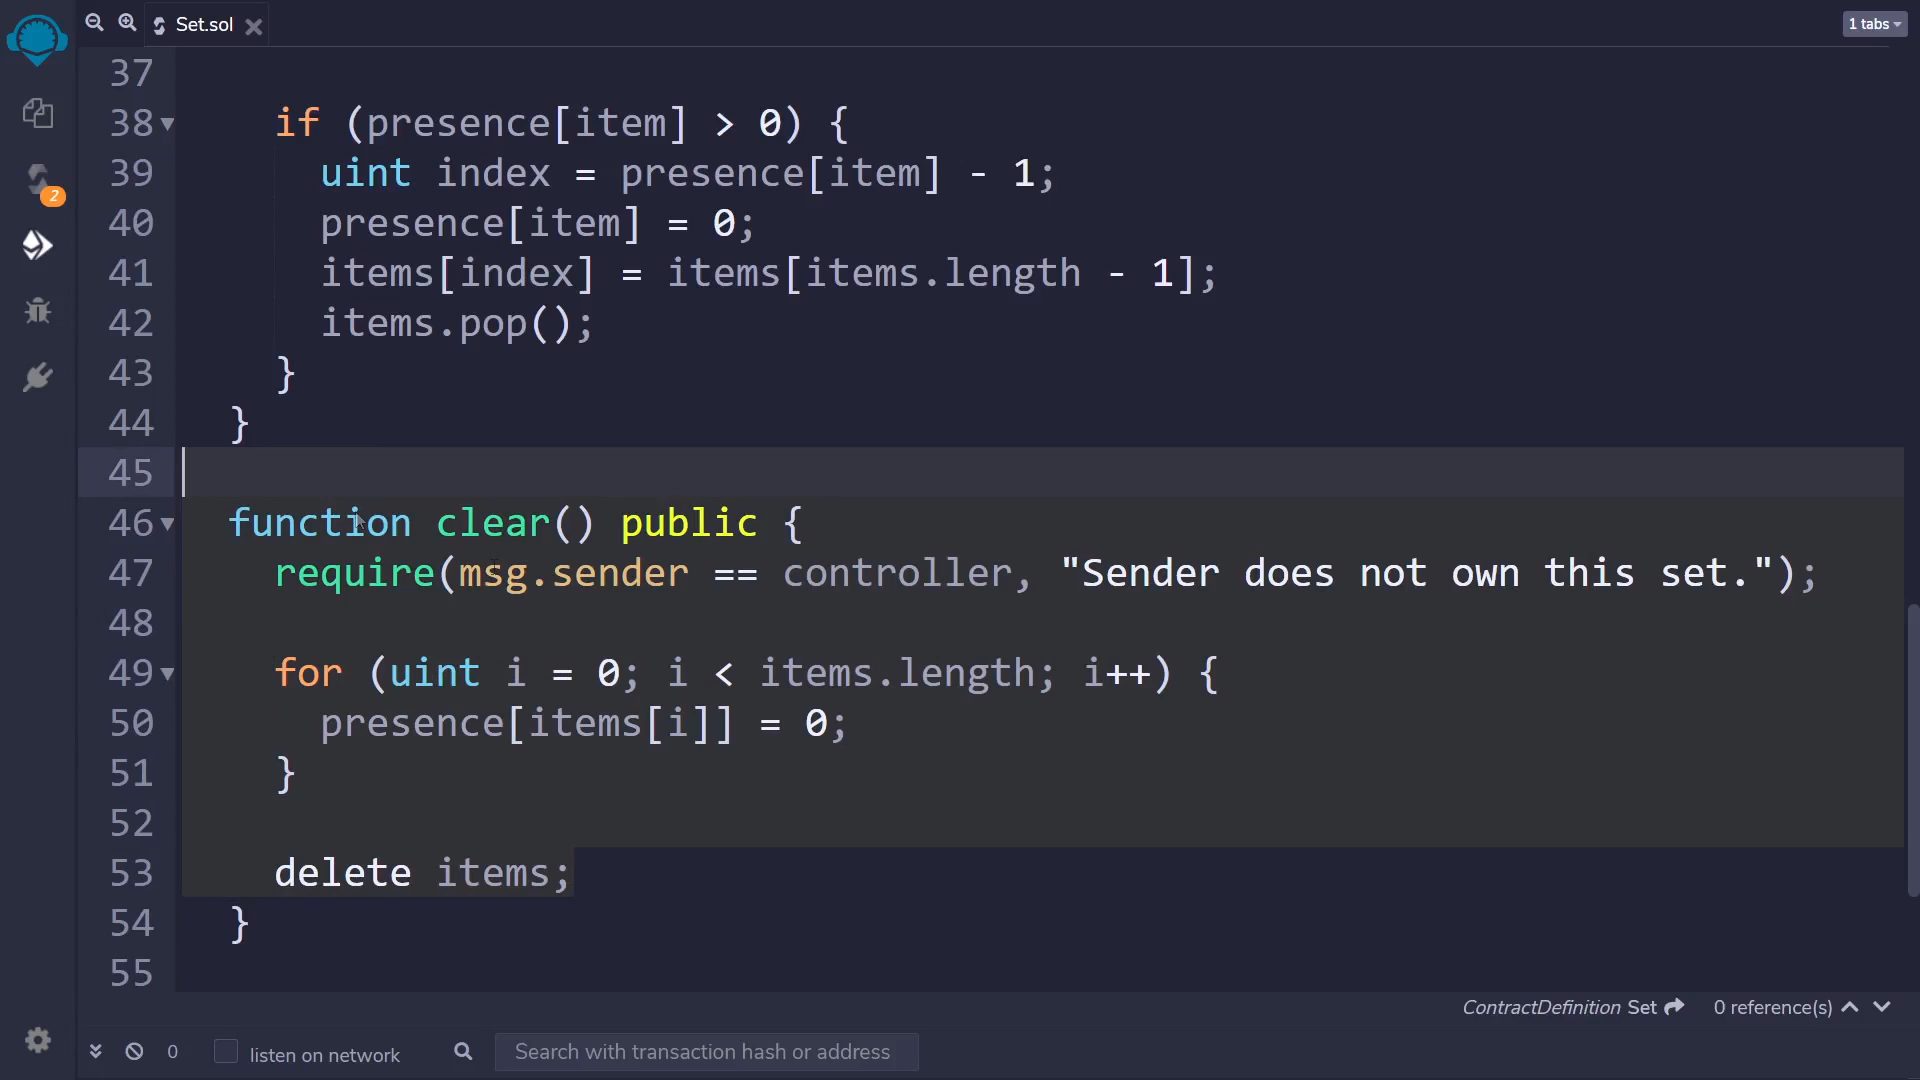 Set.sol
1 tabs
37
38 if (presence[item] > 0) {
39 uint index = presence[item] - 1;
40 presence[item] = 0;
41 items[index] = items[items.length - 1];
42 items.pop();
43 }
44 }
45
46 function clear() public {
47 require(msg.sender == controller, "Sender does not own this set.");
48
49 for (uint i = 0; i < items.length; i++) {
50 presence[items[i]] = 0;
51 }
52
53 delete items;
54 }
55
2
ContractDefinition Set 0 reference(s)
0 listen on network Search with transaction hash or address